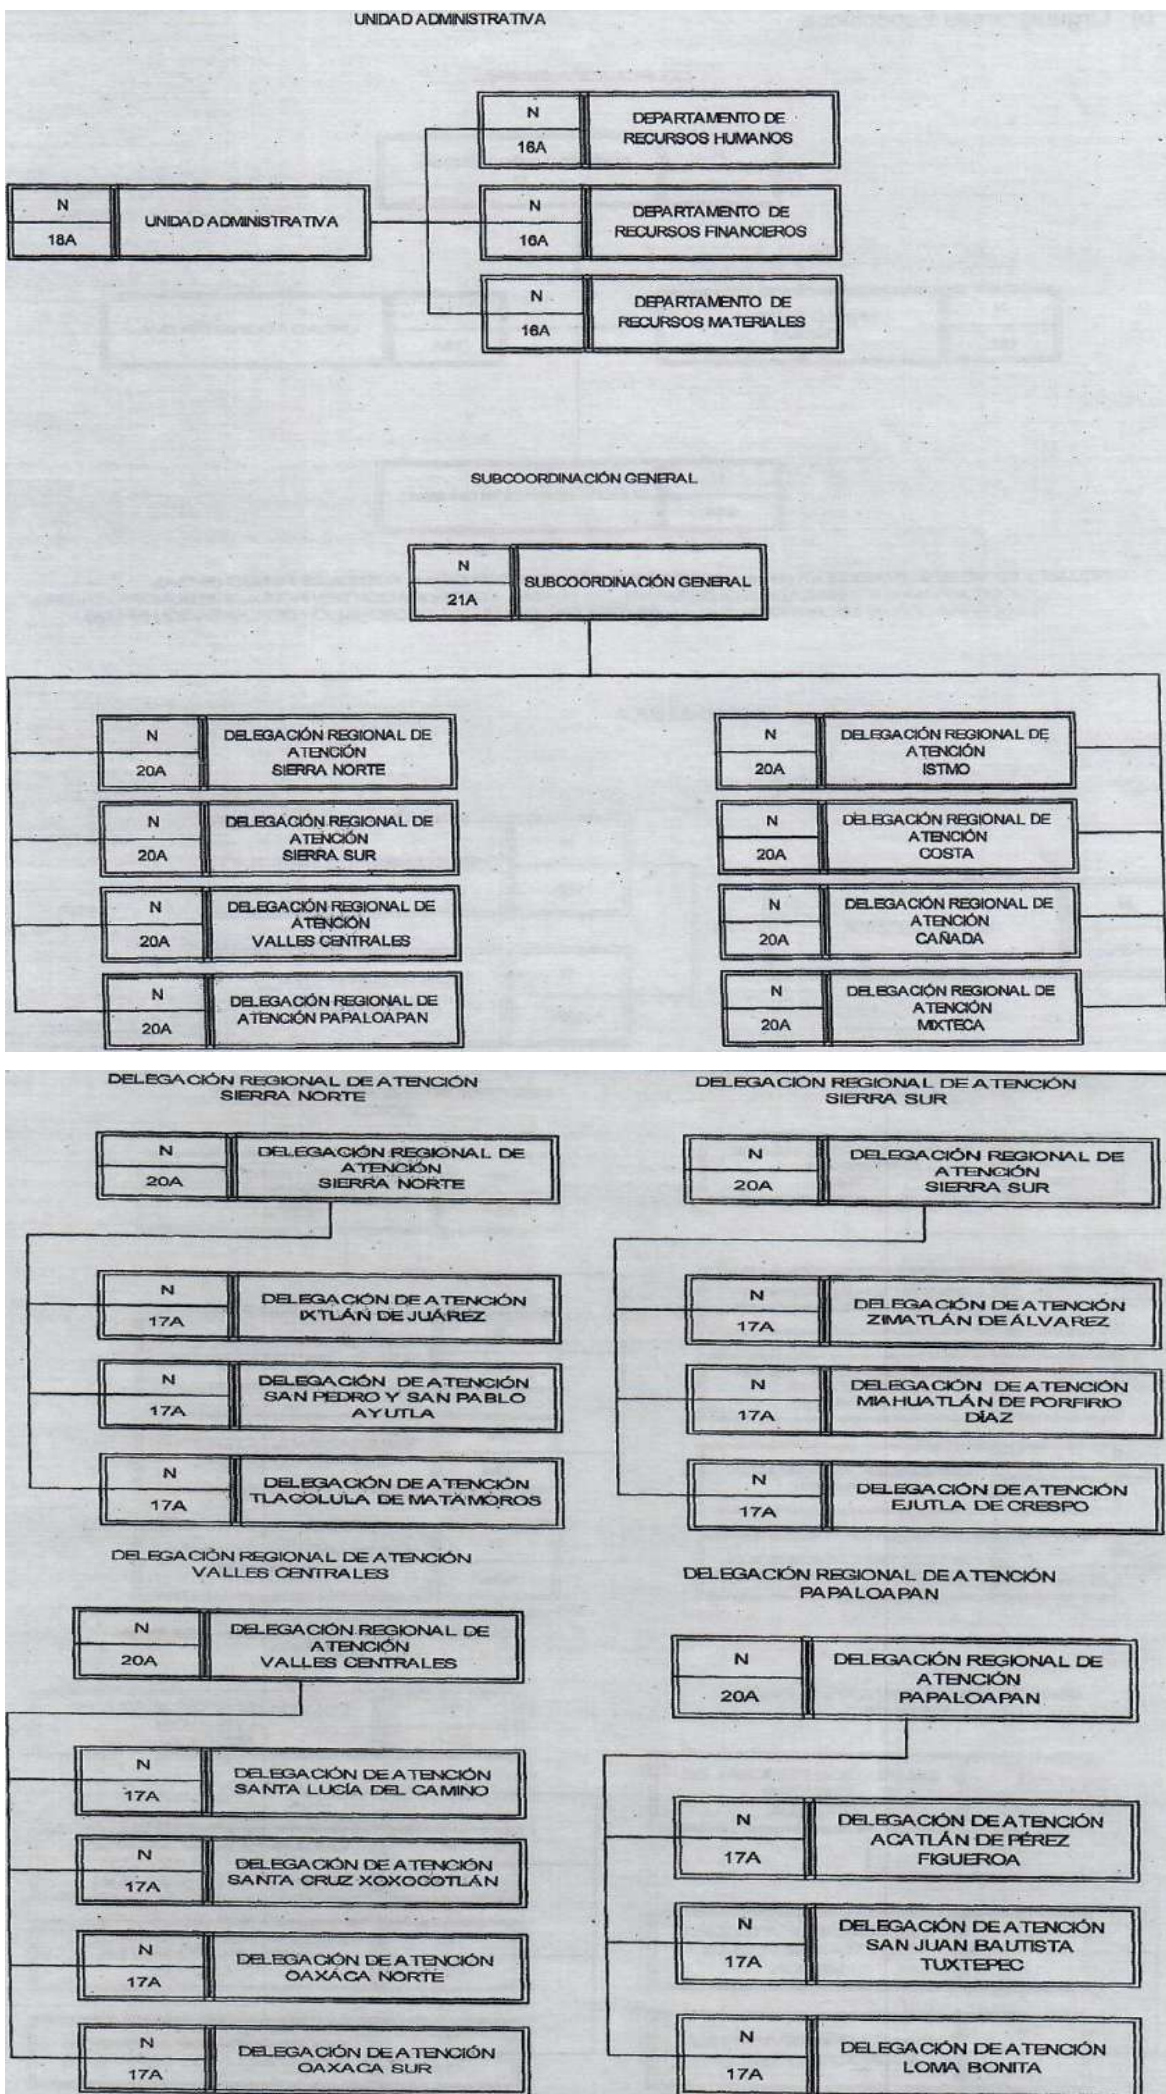 UNIDAD ADMINISTRATIVA
N
16A
DEPARTAMENTO DE
RECURSOS HUMANOS
N
18A
UNIDAD ADMINISTRATIVA
N
16A
DEPARTAMENTO DE
RECURSOS FINANCIEROS
N
16A
DEPARTAMENTO DE
RECURSOS MATERIALES
SUBCOORDINACIÓN GENERAL
N
21A
SUBCOORDINACIÓN GENERAL
N
20A
DELEGACIÓN REGIONAL DE
ATENCIÓN
SIERRA NORTE
N
20A
DELEGACIÓN REGIONAL DE
ATENCIÓN
SIERRA SUR
N
20A
DELEGACIÓN REGIONAL DE
ATENCIÓN
VALLES CENTRALES
N
20A
DELEGACIÓN REGIONAL DE
ATENCIÓN PAPALOAPAN
N
20A
DELEGACIÓN REGIONAL DE
ATENCIÓN
ISTMO
N
20A
DELEGACIÓN REGIONAL DE
ATENCIÓN
COSTA
N
20A
DELEGACIÓN REGIONAL DE
ATENCIÓN
CAÑADA
N
20A
DELEGACIÓN REGIONAL DE
ATENCIÓN
MIXTECA
DELEGACIÓN REGIONAL DE ATENCIÓN
SIERRA NORTE
N
20A
DELEGACIÓN REGIONAL DE
ATENCIÓN
SIERRA NORTE
N
17A
DELEGACIÓN DE ATENCIÓN
IXTLÁN DE JUÁREZ
N
17A
DELEGACIÓN DE ATENCIÓN
SAN PEDRO Y SAN PABLO
AYUTLA
N
17A
DELEGACIÓN DE ATENCIÓN
TLACOLULA DE MATAMOROS
DELEGACIÓN REGIONAL DE ATENCIÓN
SIERRA SUR
N
20A
DELEGACIÓN REGIONAL DE
ATENCIÓN
SIERRA SUR
N
17A
DELEGACIÓN DE ATENCIÓN
ZIMATLÁN DE ÁLVAREZ
N
17A
DELEGACIÓN DE ATENCIÓN
MIAHUATLÁN DE PORFIRIO
DÍAZ
N
17A
DELEGACIÓN DE ATENCIÓN
EJUTLA DE CRESPO
DELEGACIÓN REGIONAL DE ATENCIÓN
VALLES CENTRALES
N
20A
DELEGACIÓN REGIONAL DE
ATENCIÓN
VALLES CENTRALES
N
17A
DELEGACIÓN DE ATENCIÓN
SANTA LUCÍA DEL CAMINO
N
17A
DELEGACIÓN DE ATENCIÓN
SANTA CRUZ XOXOCOTLÁN
N
17A
DELEGACIÓN DE ATENCIÓN
OAXACA NORTE
N
17A
DELEGACIÓN DE ATENCIÓN
OAXACA SUR
DELEGACIÓN REGIONAL DE ATENCIÓN
PAPALOAPAN
N
20A
DELEGACIÓN REGIONAL DE
ATENCIÓN
PAPALOAPAN
N
17A
DELEGACIÓN DE ATENCIÓN
ACATLÁN DE PÉREZ
FIGUEROA
N
17A
DELEGACIÓN DE ATENCIÓN
SAN JUAN BAUTISTA
TUXTEPEC
N
17A
DELEGACIÓN DE ATENCIÓN
LOMA BONITA